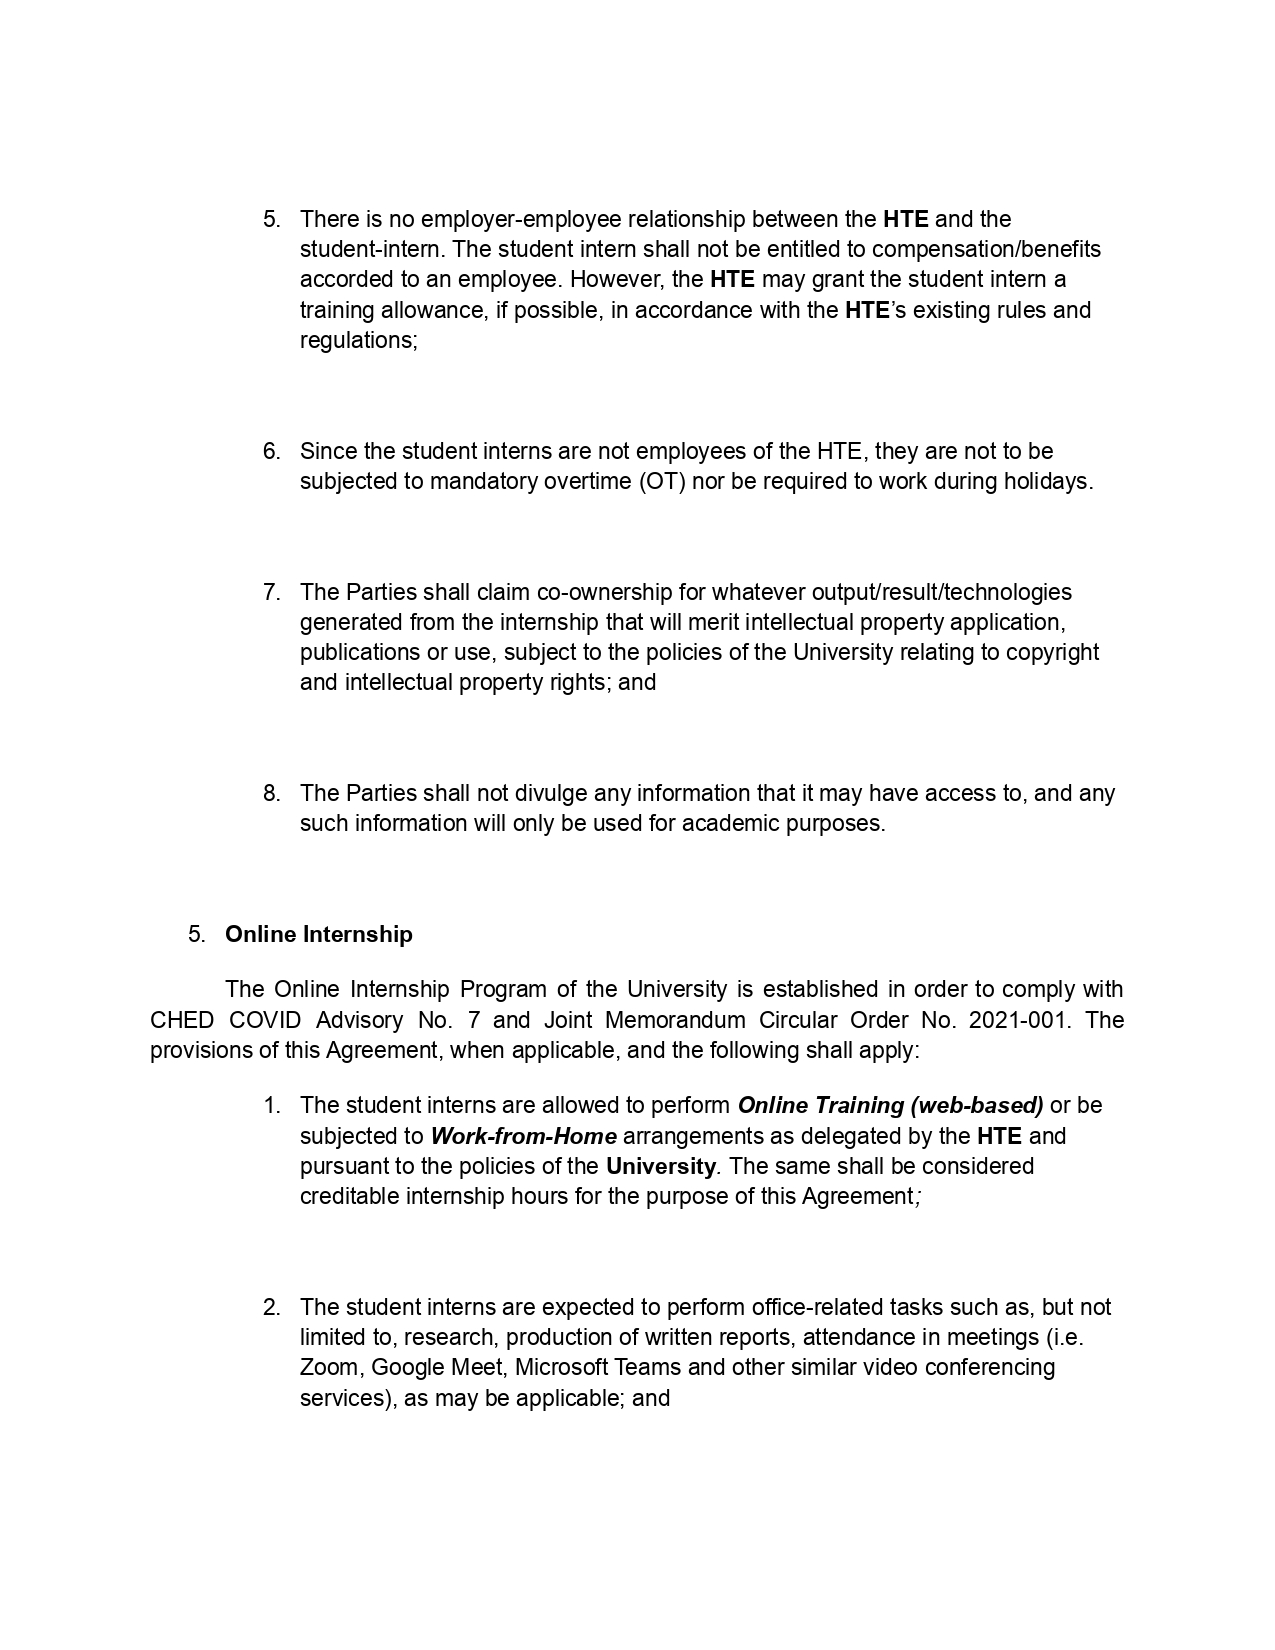 5. There is no employer-employee relationship between the HTE and the
student-intern. The student intern shall not be entitled to compensation/benefits
accorded to an employee. However, the HTE may grant the student intern a
training allowance, if possible, in accordance with the HTE’s existing rules and
regulations;
6. Since the student interns are not employees of the HTE, they are not to be
subjected to mandatory overtime (OT) nor be required to work during holidays.
7. The Parties shall claim co-ownership for whatever output/result/technologies
generated from the internship that will merit intellectual property application,
publications or use, subject to the policies of the University relating to copyright
and intellectual property rights; and
8. The Parties shall not divulge any information that it may have access to, and any
such information will only be used for academic purposes.
5. Online Internship
The Online Internship Program of the University is established in order to comply with
CHED COVID Advisory No. 7 and Joint Memorandum Circular Order No. 2021-001. The
provisions of this Agreement, when applicable, and the following shall apply:
1. The student interns are allowed to perform Online Training (web-based) or be
subjected to Work-from-Home arrangements as delegated by the HTE and
pursuant to the policies of the University. The same shall be considered
creditable internship hours for the purpose of this Agreement;
2. The student interns are expected to perform office-related tasks such as, but not
limited to, research, production of written reports, attendance in meetings (i.e.
Zoom, Google Meet, Microsoft Teams and other similar video conferencing
services), as may be applicable; and